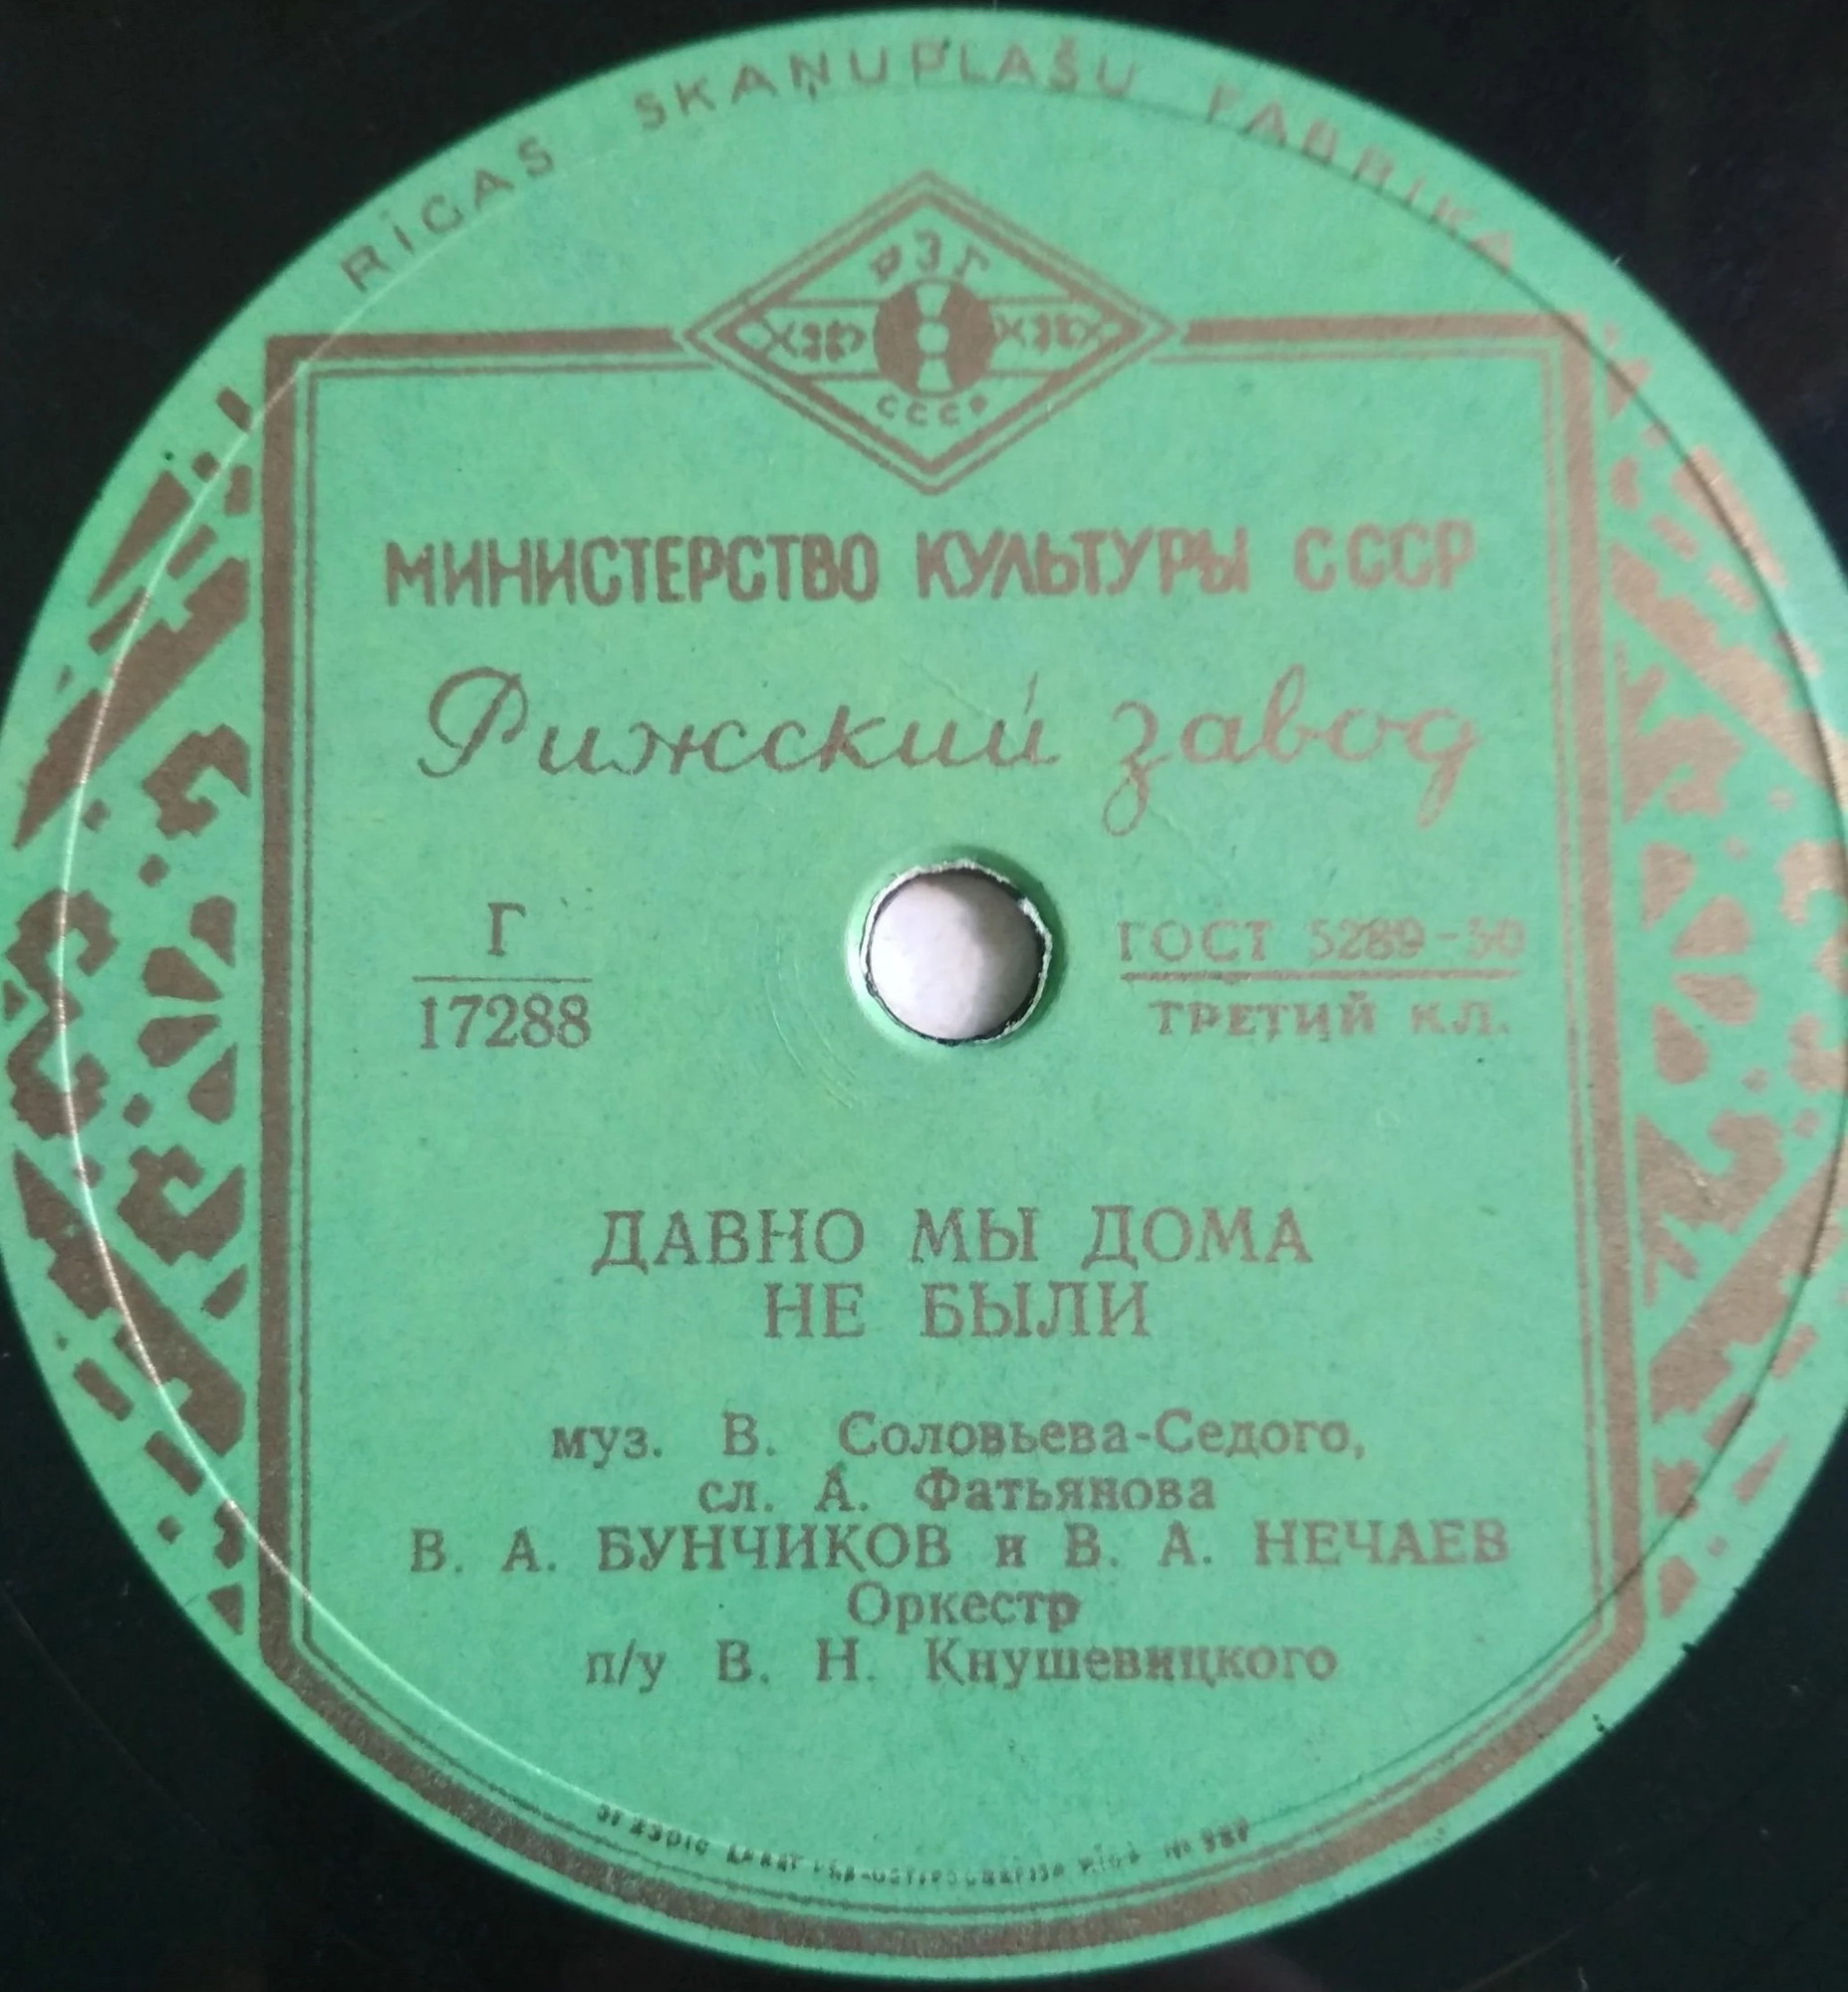 RĪGAS SKAŅUPLAŠU FABRIKA
РЗГ
СССР
МИНИСТЕРСТВО КУЛЬТУРЫ СССР
Рижский завод
Г
17288
ГОСТ 5289-50
ТРЕТИЙ КЛ.
ДАВНО МЫ ДОМА
НЕ БЫЛИ
муз. В. Соловьева-Седого,
сл. А. Фатьянова
В. А. БУНЧИКОВ и В. А. НЕЧАЕВ
Оркестр
п/у В. Н. Кнушевицкого